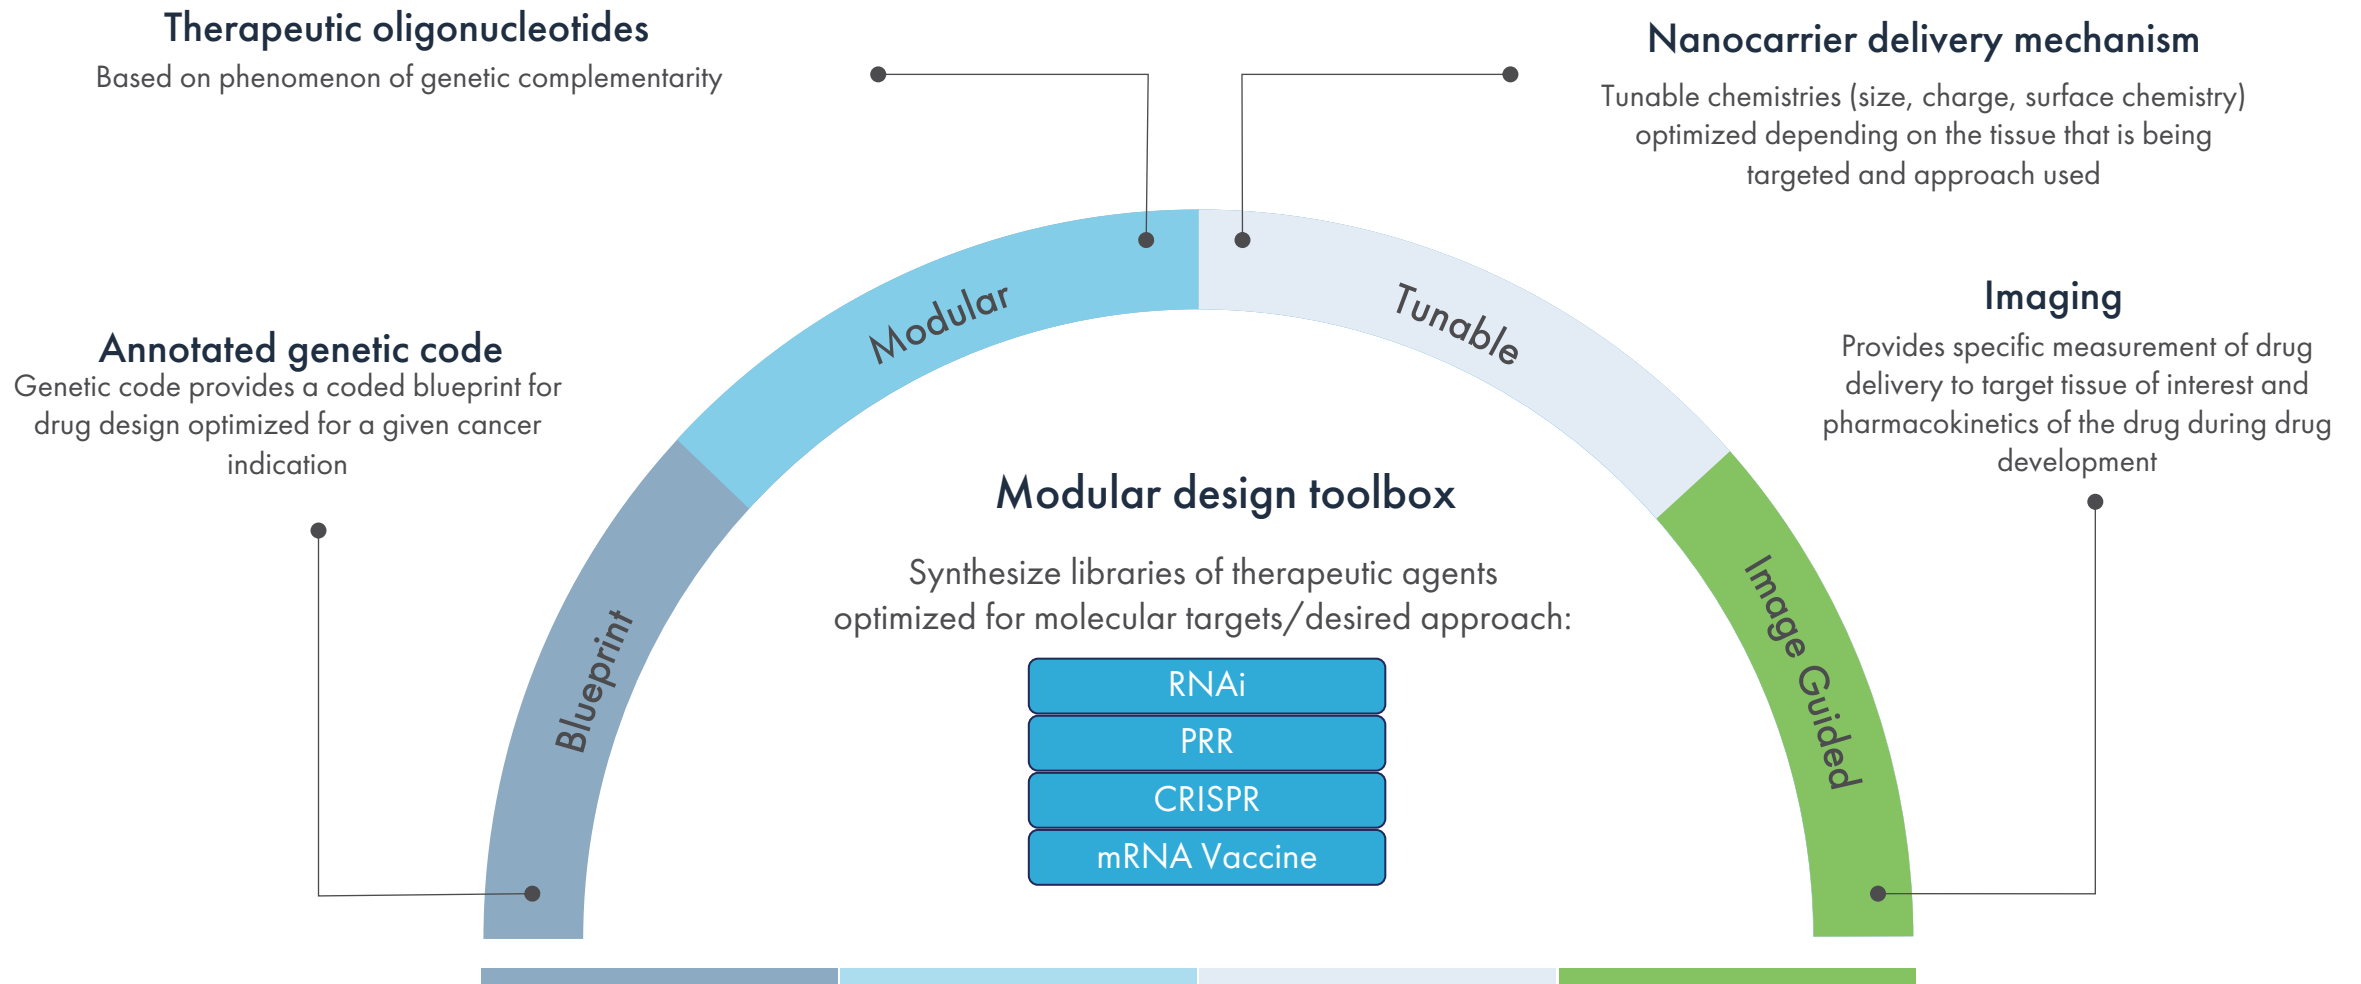 Therapeutic oligonucleotides
Based on phenomenon of genetic complementarity
Nanocarrier delivery mechanism
Tunable chemistries (size, charge, surface chemistry)
optimized depending on the tissue that is being
targeted and approach used
Annotated genetic code
Genetic code provides a coded blueprint for
drug design optimized for a given cancer
indication
Imaging
Provides specific measurement of drug
delivery to target tissue of interest and
pharmacokinetics of the drug during drug
development
Blueprint
Modular
Tunable
Image Guided
Modular design toolbox
Synthesize libraries of therapeutic agents
optimized for molecular targets/desired approach:
RNAi
PRR
CRISPR
mRNA Vaccine